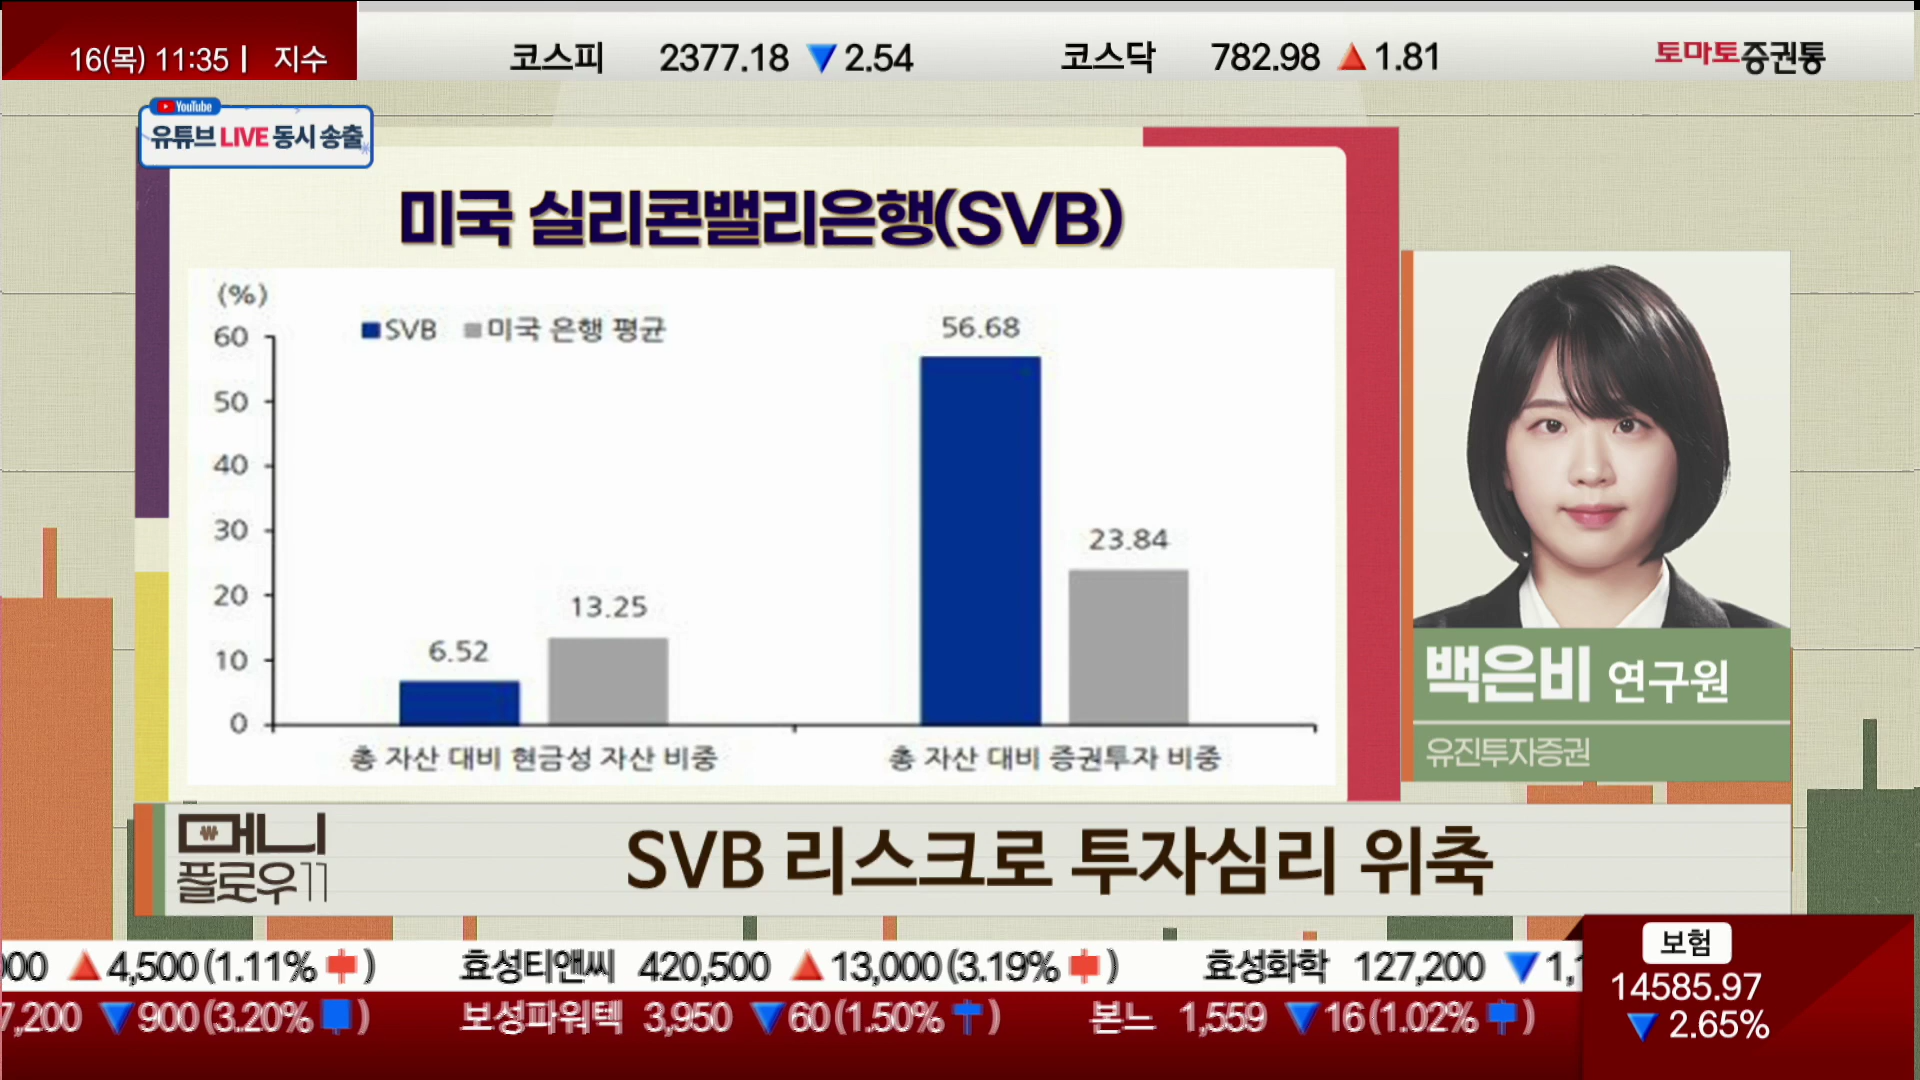 16(목) 11:35 | 지수 코스피 2377.18 ▼ 2.54 코스닥 782.98 ▲ 1.81 토마토증권통
YouTube
유튜브 LIVE 동시 송출
미국 실리콘밸리은행(SVB)
(%)
SVB 미국 은행 평균
60
50
40
30
20
10
0
56.68
23.84
13.25
6.52
총 자산 대비 현금성 자산 비중 총 자산 대비 증권투자 비중
백은비 연구원
유진투자증권
머니
플로우
SVB 리스크로 투자심리 위축
00 ▲ 4,500(1.11% ) 효성티앤씨 420,500 ▲ 13,000(3.19% ) 효성화학 127,200 ▼ 1,1
7,200 ▼ 900(3.20% ) 보성파워텍 3,950 ▼ 60(1.50% ) 본느 1,559 ▼ 16(1.02% )
보험
14585.97
▼ 2.65%